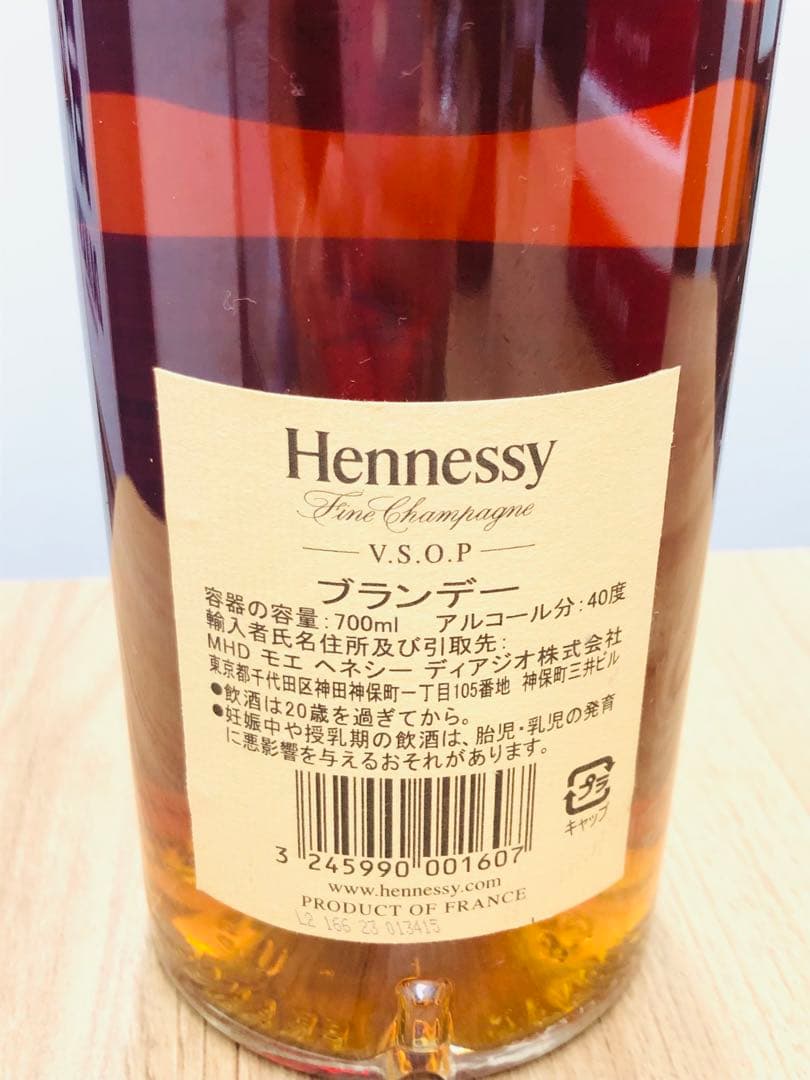 Hennessy
Fine Champagne
V.S.O.P
ブランデー
容器の容量:700ml アルコール分:40度
輸入者氏名住所及び引取先:
MHD モエ ヘネシー ディアジオ株式会社
東京都千代田区神田神保町一丁目105番地 神保町三井ビル
●飲酒は20歳を過ぎてから。
●妊娠中や授乳期の飲酒は、胎児・乳児の発育
に悪影響を与えるおそれがあります。
プラ
キャップ
3 245990 001607
www.hennessy.com
PRODUCT OF FRANCE
L2 166 23 013415